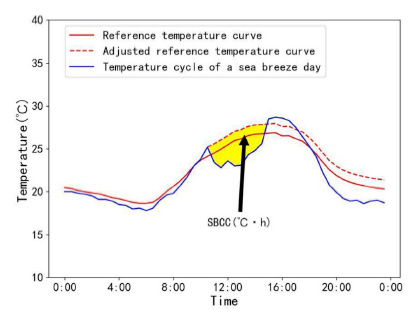 40
35
30
25
20
15
10
Temperature(℃)
Reference temperature curve
Adjusted reference temperature curve
Temperature cycle of a sea breeze day
SBCC(℃・h)
0:00 4:00 8:00 12:00 16:00 20:00 0:00
Time